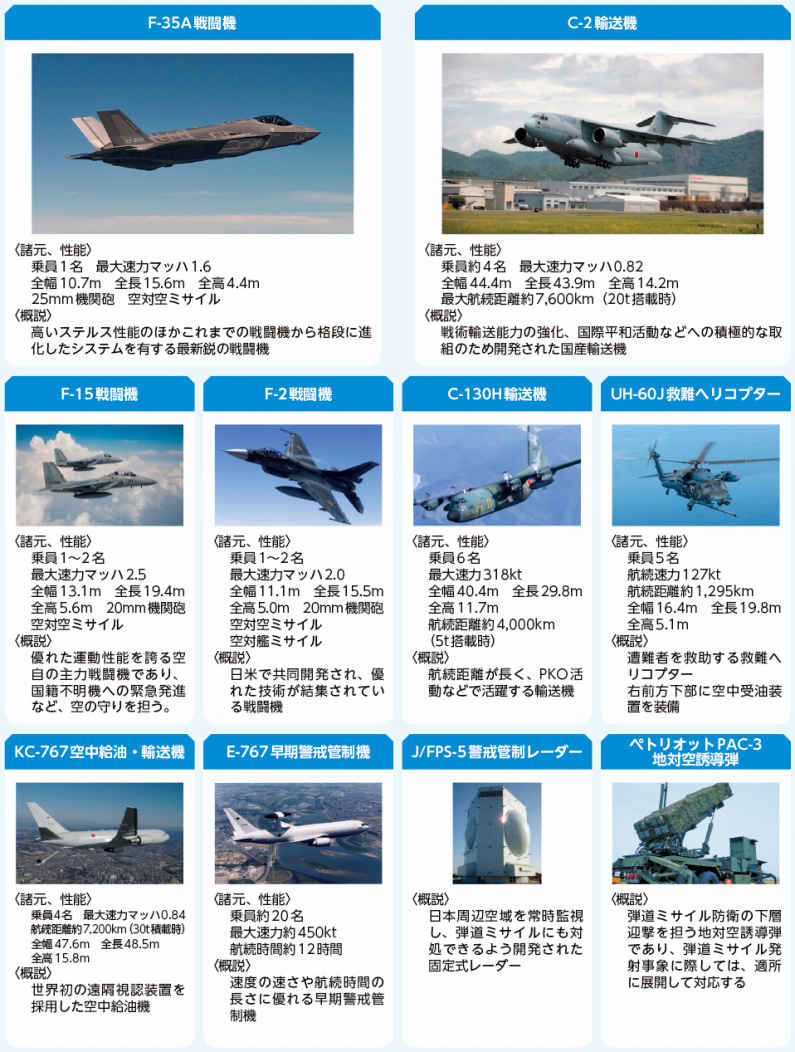 F-35A戦闘機
〈諸元、性能〉
乗員1名　最大速力マッハ1.6
全幅10.7m　全長15.6m　全高4.4m
25mm機関砲　空対空ミサイル
〈概説〉
高いステルス性能のほかこれまでの戦闘機から格段に進
化したシステムを有する最新鋭の戦闘機
C-2輸送機
〈諸元、性能〉
乗員約4名　最大速力マッハ0.82
全幅44.4m　全長43.9m　全高14.2m
最大航続距離約7,600km（20t搭載時）
〈概説〉
戦術輸送能力の強化、国際平和活動などへの積極的な取
組のため開発された国産輸送機
F-15戦闘機
〈諸元、性能〉
乗員1～2名
最大速力マッハ2.5
全幅13.1m　全長19.4m
全高5.6m　20mm機関砲
空対空ミサイル
〈概説〉
優れた運動性能を誇る空
自の主力戦闘機であり、
国籍不明機への緊急発進
など、空の守りを担う。
F-2戦闘機
〈諸元、性能〉
乗員1～2名
最大速力マッハ2.0
全幅11.1m　全長15.5m
全高5.0m　20mm機関砲
空対空ミサイル
空対艦ミサイル
〈概説〉
日米で共同開発され、優
れた技術が結集されてい
る戦闘機
C-130H輸送機
〈諸元、性能〉
乗員6名
最大速力318kt
全幅40.4m　全長29.8m
全高11.7m
航続距離約4,000km
（5t搭載時）
〈概説〉
航続距離が長く、PKO活
動などで活躍する輸送機
UH-60J救難ヘリコプター
〈諸元、性能〉
乗員5名
航続速力127kt
航続距離約1,295km
全幅16.4m　全長19.8m
全高5.1m
〈概説〉
遭難者を救助する救難ヘ
リコプター
右前方下部に空中受油装
置を装備
KC-767空中給油・輸送機
〈諸元、性能〉
乗員4名　最大速力マッハ0.84
航続距離約7,200km（30t積載時）
全幅47.6m　全長48.5m
全高15.8m
〈概説〉
世界初の遠隔視認装置を
採用した空中給油機
E-767早期警戒管制機
〈諸元、性能〉
乗員約20名
最大速力約450kt
航続時間約12時間
〈概説〉
速度の速さや航続時間の
長さに優れる早期警戒管
制機
J/FPS-5警戒管制レーダー
〈概説〉
日本周辺空域を常時監視
し、弾道ミサイルにも対
処できるよう開発された
固定式レーダー
ペトリオットPAC-3
地対空誘導弾
〈概説〉
弾道ミサイル防衛の下層
迎撃を担う地対空誘導弾
であり、弾道ミサイル発
射事象に際しては、適所
に展開して対応する